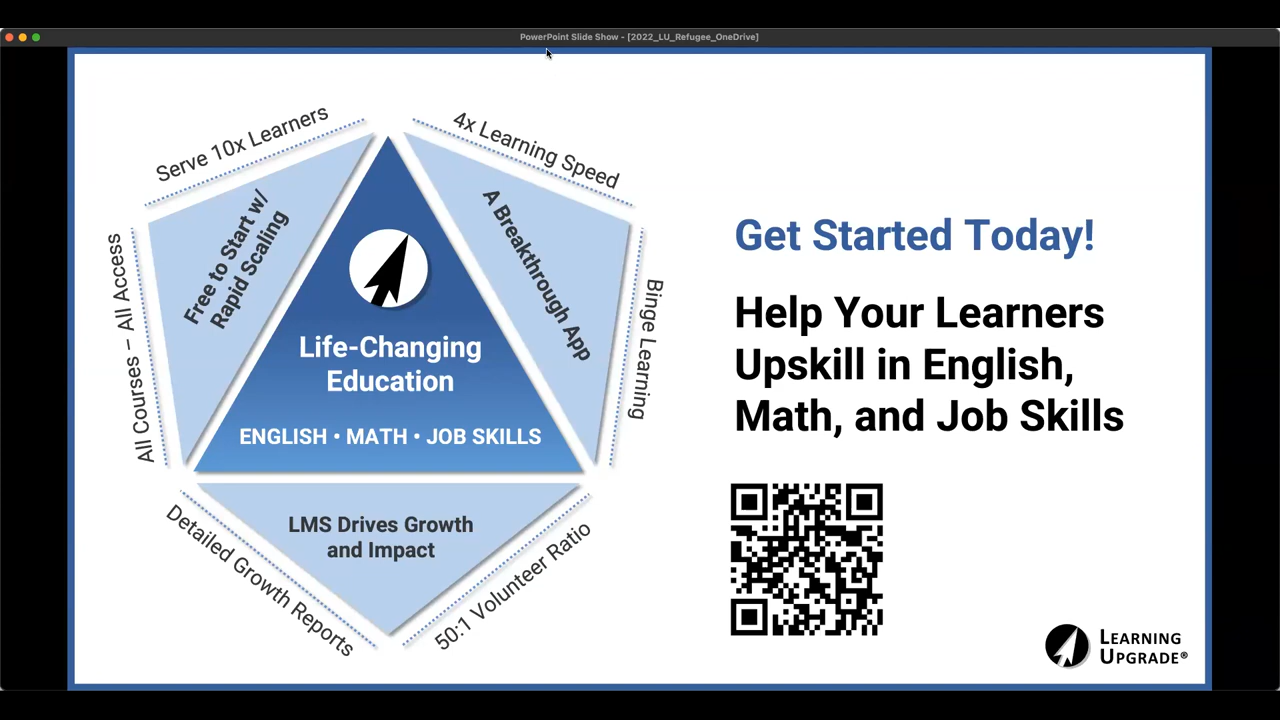 PowerPoint Slide Show - [2022_LU_Refugee_OneDrive]
Serve 10x Learners
4x Learning Speed
All Courses – All Access
Free to Start w/
Rapid Scaling
A Breakthrough App
Binge Learning
Life-Changing
Education
ENGLISH • MATH • JOB SKILLS
LMS Drives Growth
and Impact
Detailed Growth Reports
50:1 Volunteer Ratio
Get Started Today!
Help Your Learners
Upskill in English,
Math, and Job Skills
LEARNING
UPGRADE®